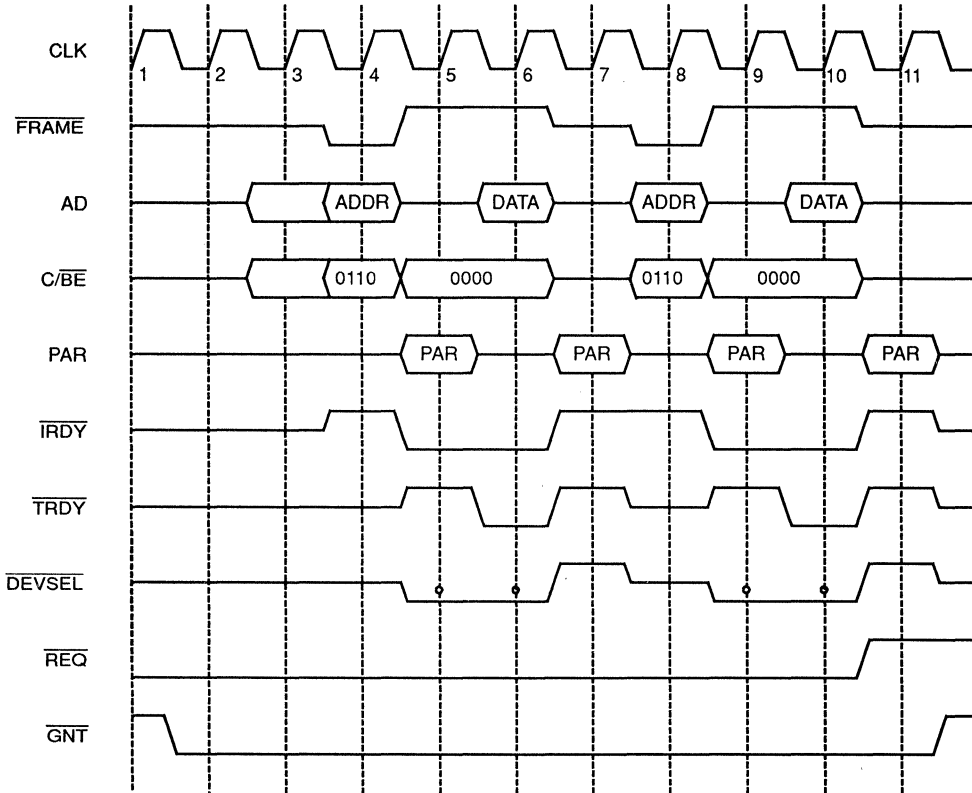 CLK
1 2 3 4 5 6 7 8 9 10 11
FRAME
AD ADDR DATA ADDR DATA
C/BE 0110 0000 0110 0000
PAR PAR PAR PAR PAR
IRDY
TRDY
DEVSEL
REQ
GNT